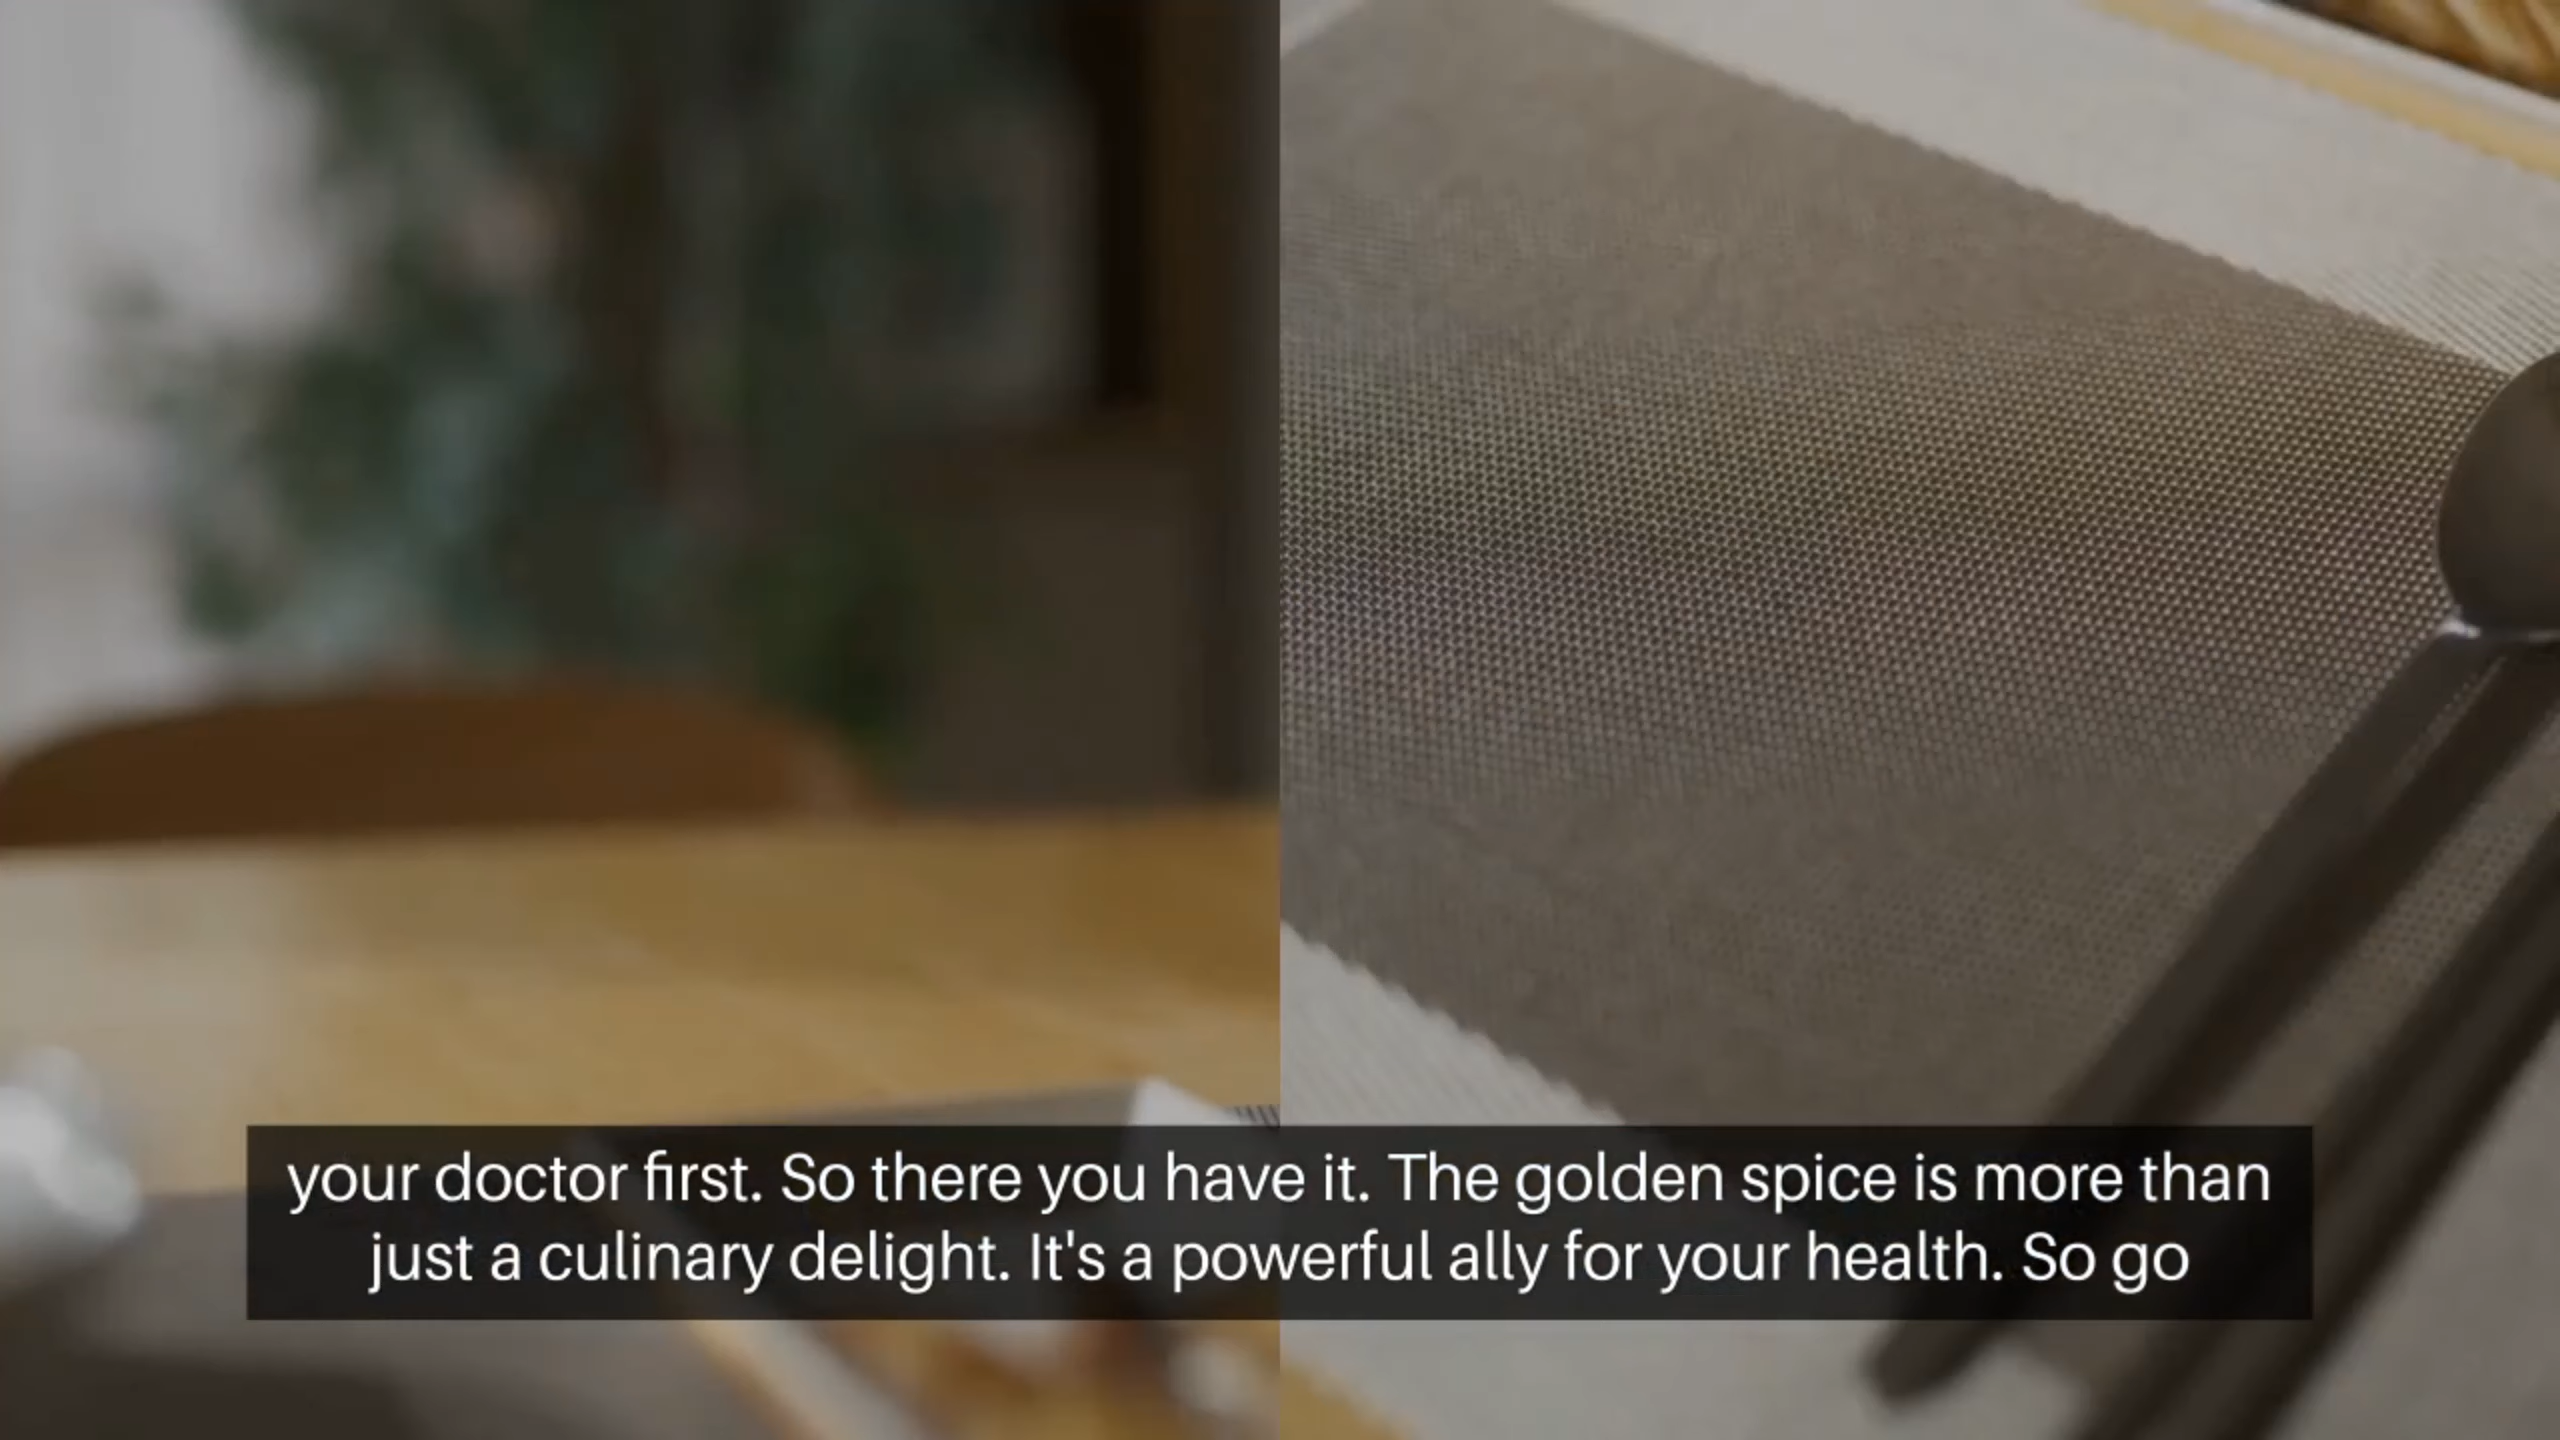 your doctor first. So there you have it. The golden spice is more than
just a culinary delight. It's a powerful ally for your health. So go